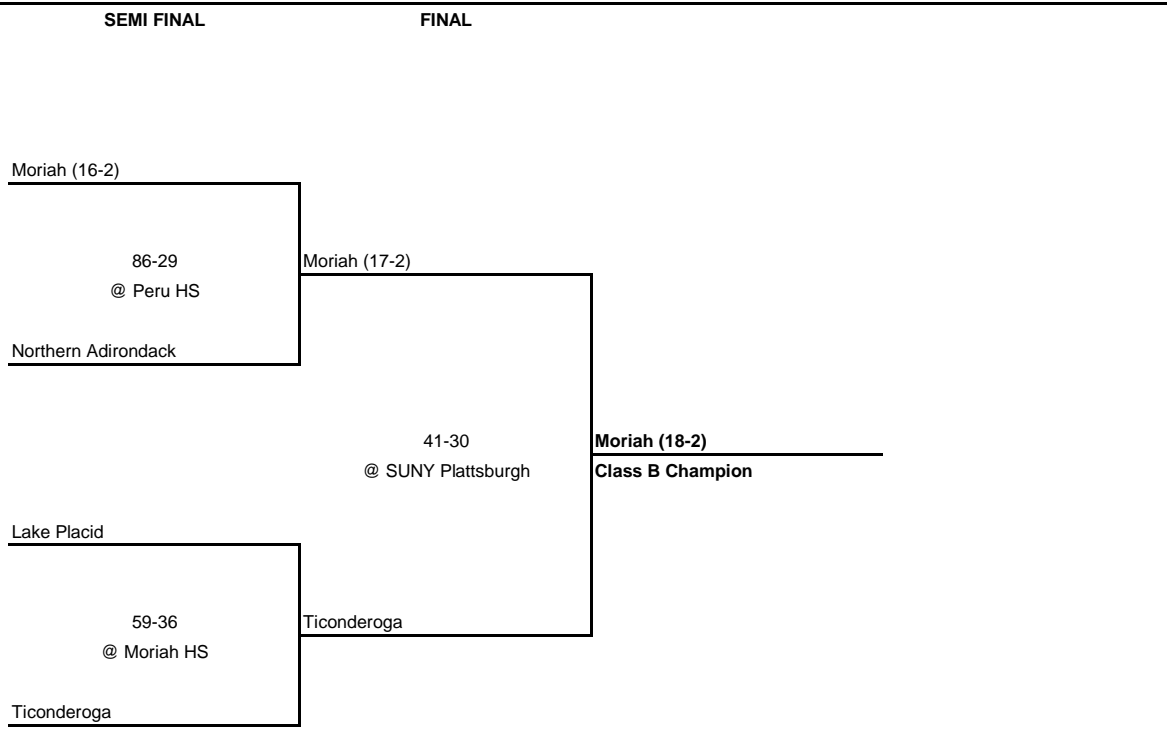 SEMI FINAL FINAL
Moriah (16-2)
86-29 Moriah (17-2)
@ Peru HS
Northern Adirondack
41-30 Moriah (18-2)
@ SUNY Plattsburgh Class B Champion
Lake Placid
59-36 Ticonderoga
@ Moriah HS
Ticonderoga